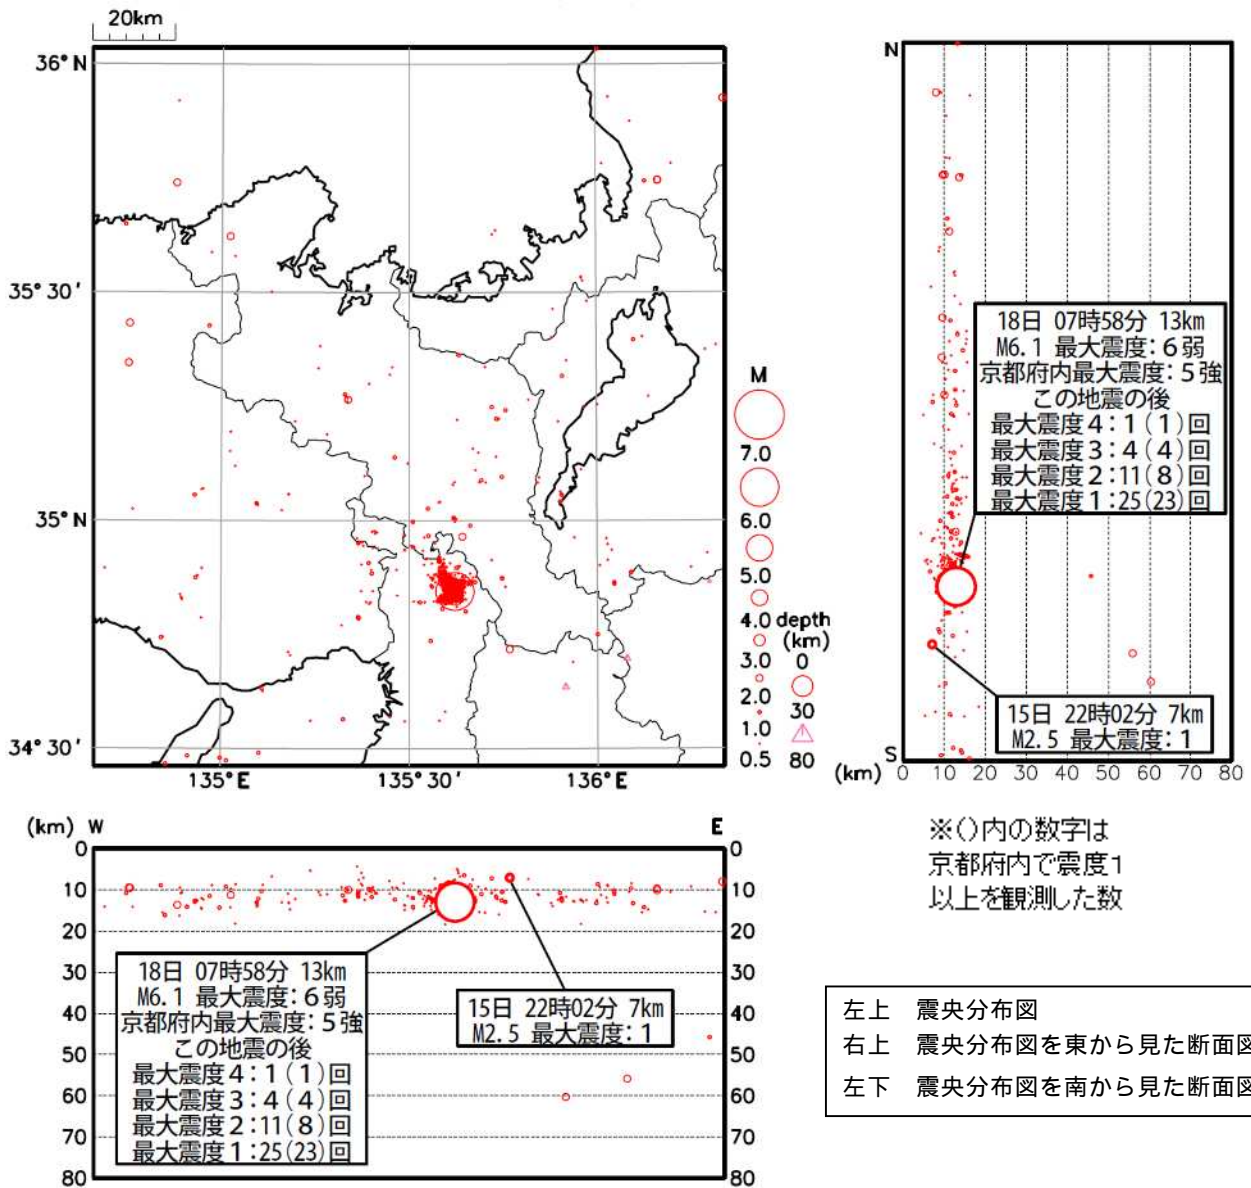 20km
36°N
35°30′
35°N
34°30′
135°E
135°30′
136°E
M
7.0
6.0
5.0
4.0
3.0
2.0
1.0
0.5
depth
(km)
0
30
80
N
S
(km)
0 10 20 30 40 50 60 70 80
18日 07時58分 13km
M6.1 最大震度:6弱
京都府内最大震度:5強
この地震の後
最大震度4:1(1)回
最大震度3:4(4)回
最大震度2:11(8)回
最大震度1:25(23)回
15日 22時02分 7km
M2.5 最大震度:1
※()内の数字は
京都府内で震度1
以上を観測した数
(km) W
E
0
10
20
30
40
50
60
70
80
0
10
20
30
40
50
60
70
80
18日 07時58分 13km
M6.1 最大震度:6弱
京都府内最大震度:5強
この地震の後
最大震度4:1(1)回
最大震度3:4(4)回
最大震度2:11(8)回
最大震度1:25(23)回
15日 22時02分 7km
M2.5 最大震度:1
左上 震央分布図
右上 震央分布図を東から見た断面図
左下 震央分布図を南から見た断面図